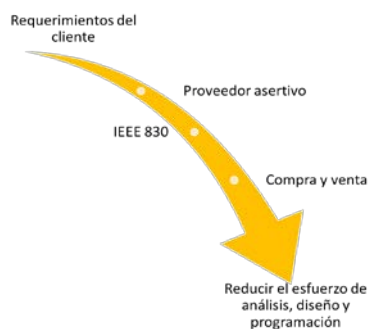 Requerimientos del
cliente
Proveedor asertivo
IEEE 830
Compra y venta
Reducir el esfuerzo de
análisis, diseño y
programación